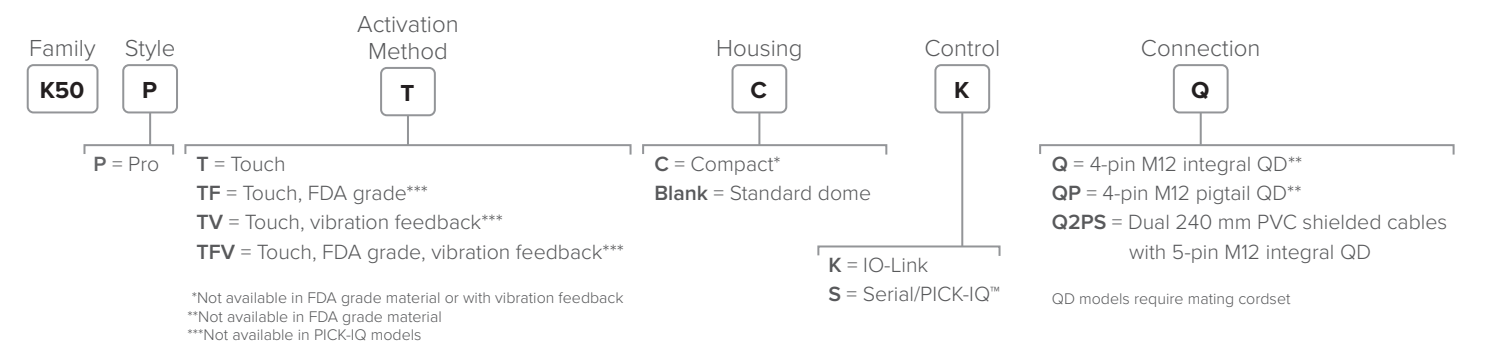 Family
Style
Activation
Method
Housing
Control
Connection
K50
P
T
C
K
Q
P = Pro
T = Touch
TF = Touch, FDA grade***
TV = Touch, vibration feedback***
TFV = Touch, FDA grade, vibration feedback***
C = Compact*
Blank = Standard dome
K = IO-Link
S = Serial/PICK-IQ™
Q = 4-pin M12 integral QD**
QP = 4-pin M12 pigtail QD**
Q2PS = Dual 240 mm PVC shielded cables
with 5-pin M12 integral QD
*Not available in FDA grade material or with vibration feedback
**Not available in FDA grade material
***Not available in PICK-IQ models
QD models require mating cordset